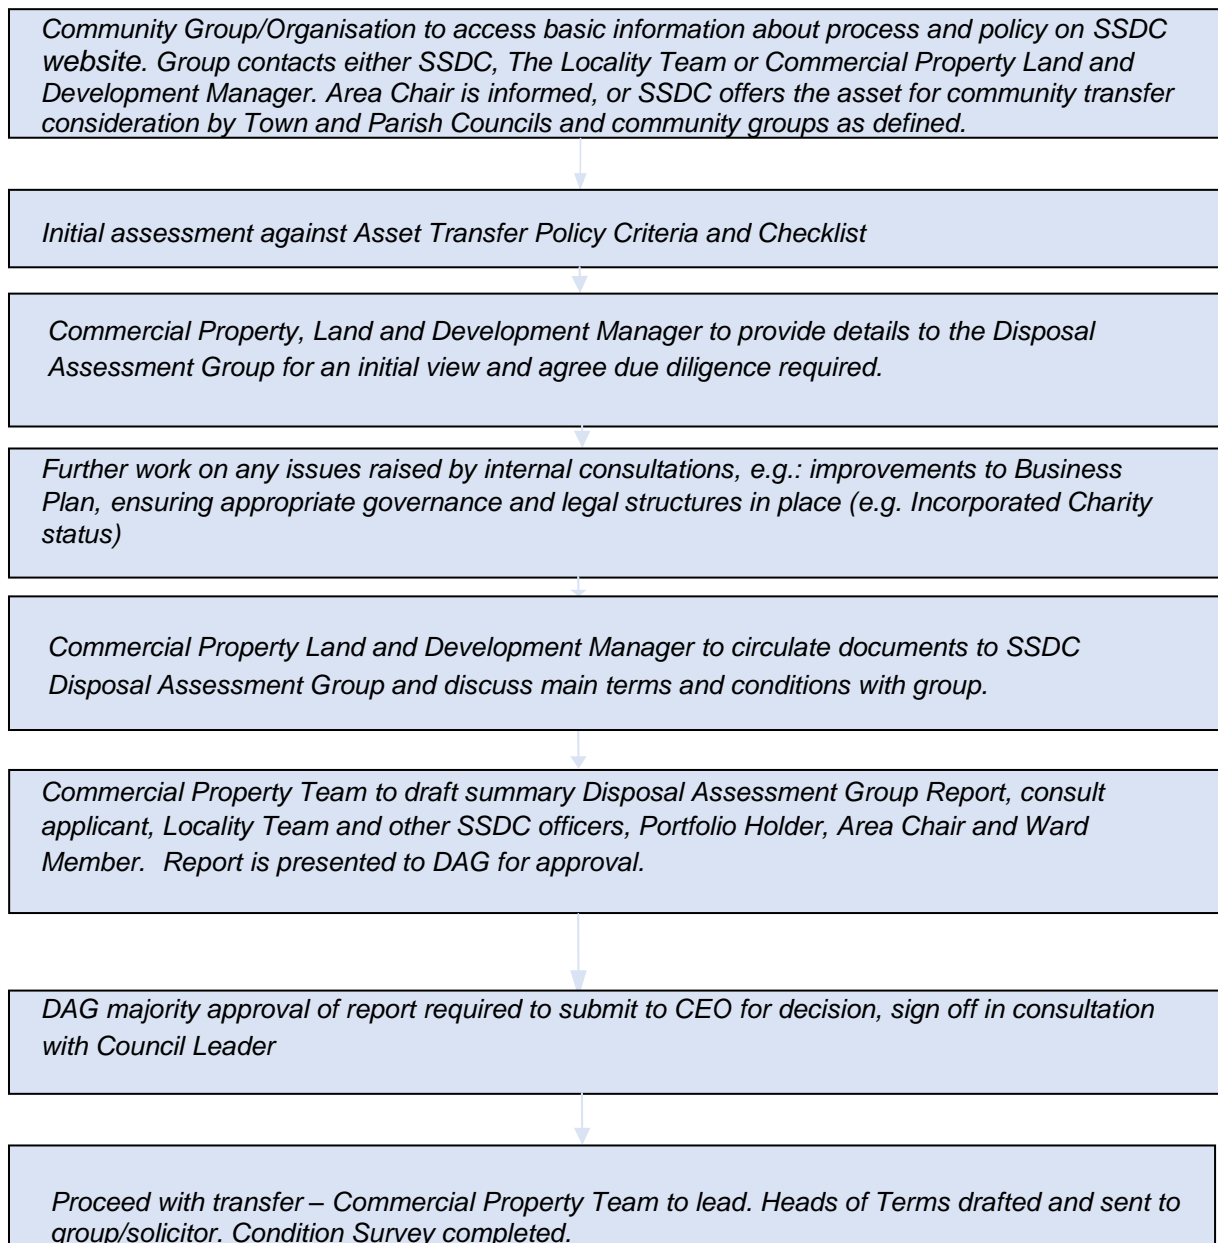 Community Group/Organisation to access basic information about process and policy on SSDC
website. Group contacts either SSDC, The Locality Team or Commercial Property Land and
Development Manager. Area Chair is informed, or SSDC offers the asset for community transfer
consideration by Town and Parish Councils and community groups as defined.
Initial assessment against Asset Transfer Policy Criteria and Checklist
Commercial Property, Land and Development Manager to provide details to the Disposal
Assessment Group for an initial view and agree due diligence required.
Further work on any issues raised by internal consultations, e.g.: improvements to Business
Plan, ensuring appropriate governance and legal structures in place (e.g. Incorporated Charity
status)
Commercial Property Land and Development Manager to circulate documents to SSDC
Disposal Assessment Group and discuss main terms and conditions with group.
Commercial Property Team to draft summary Disposal Assessment Group Report, consult
applicant, Locality Team and other SSDC officers, Portfolio Holder, Area Chair and Ward
Member. Report is presented to DAG for approval.
DAG majority approval of report required to submit to CEO for decision, sign off in consultation
with Council Leader
Proceed with transfer – Commercial Property Team to lead. Heads of Terms drafted and sent to
group/solicitor. Condition Survey completed.